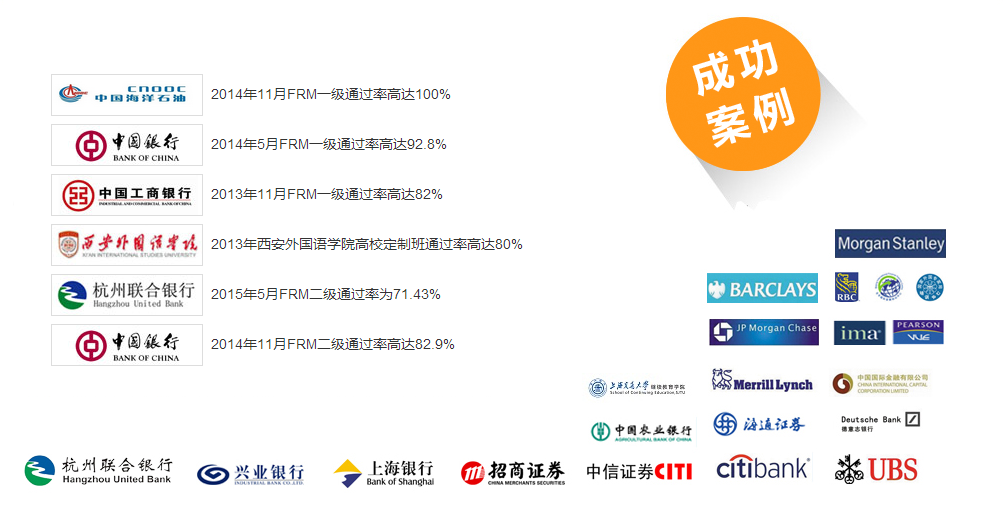 成功
案例
CNOOC
中国海洋石油
2014年11月FRM一级通过率高达100%
中国银行
BANK OF CHINA
2014年5月FRM一级通过率高达92.8%
中国工商银行
INDUSTRIAL AND COMMERCIAL BANK OF CHINA
2013年11月FRM一级通过率高达82%
西安外国语学院
XI'AN INTERNATIONAL STUDIES UNIVERSITY
2013年西安外国语学院高校定制班通过率高达80%
杭州联合银行
Hangzhou United Bank
2015年5月FRM二级通过率为71.43%
中国银行
BANK OF CHINA
2014年11月FRM二级通过率高达82.9%
Morgan Stanley
BARCLAYS
RBC
JP Morgan Chase
ima
PEARSON
VUE
上海交通大学 继续教育学院
School of Continuing Education,SJTU
Merrill Lynch
中国国际金融有限公司
CHINA INTERNATIONAL CAPITAL
CORPORATION LIMITED
中国农业银行
AGRICULTURAL BANK OF CHINA
海通证券
Deutsche Bank
德意志银行
杭州联合银行
Hangzhou United Bank
兴业银行
INDUSTRIAL BANK CO.,LTD.
上海银行
Bank of Shanghai
招商证券
CHINA MERCHANTS SECURITIES
中信证券CITI
citibank
UBS